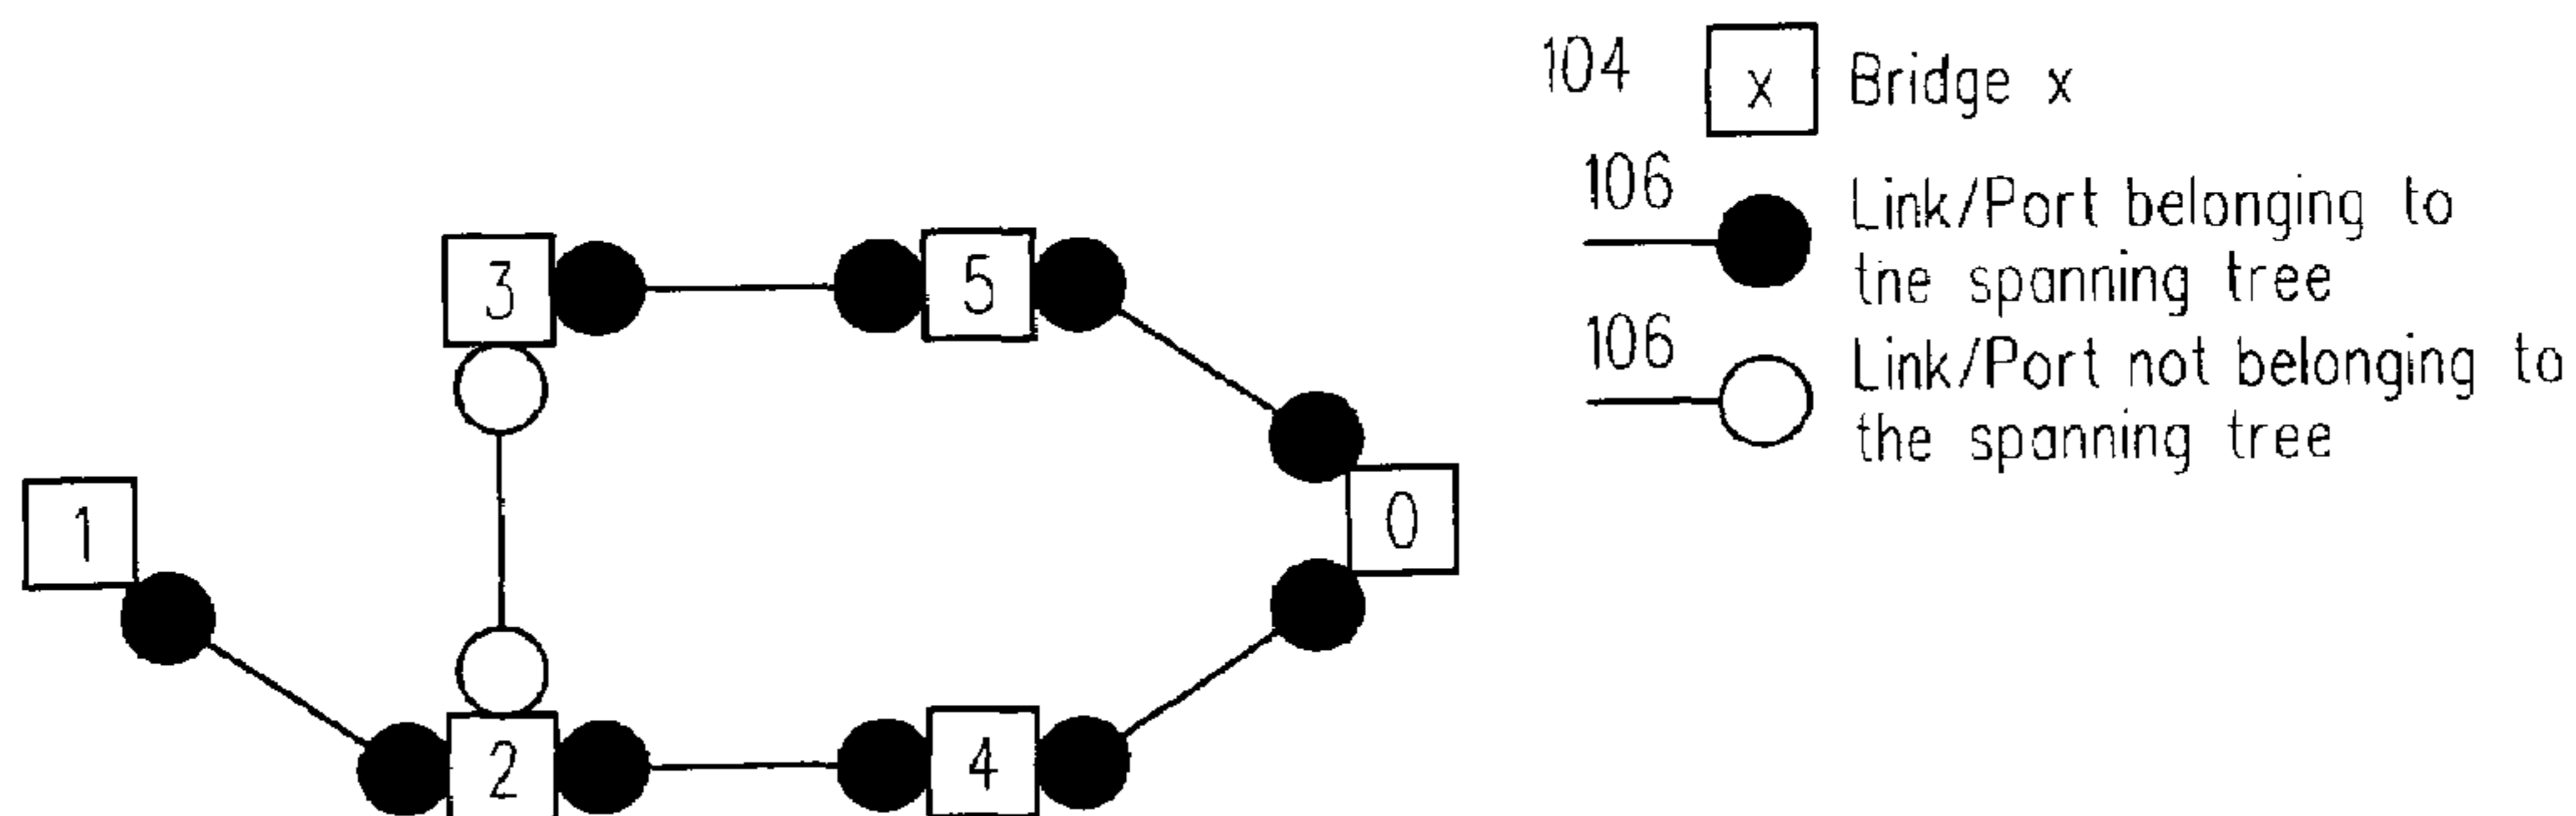 104 x Bridge x
106 Link/Port belonging to
the spanning tree
106 Link/Port not belonging to
the spanning tree
3 5
1 0
2 4